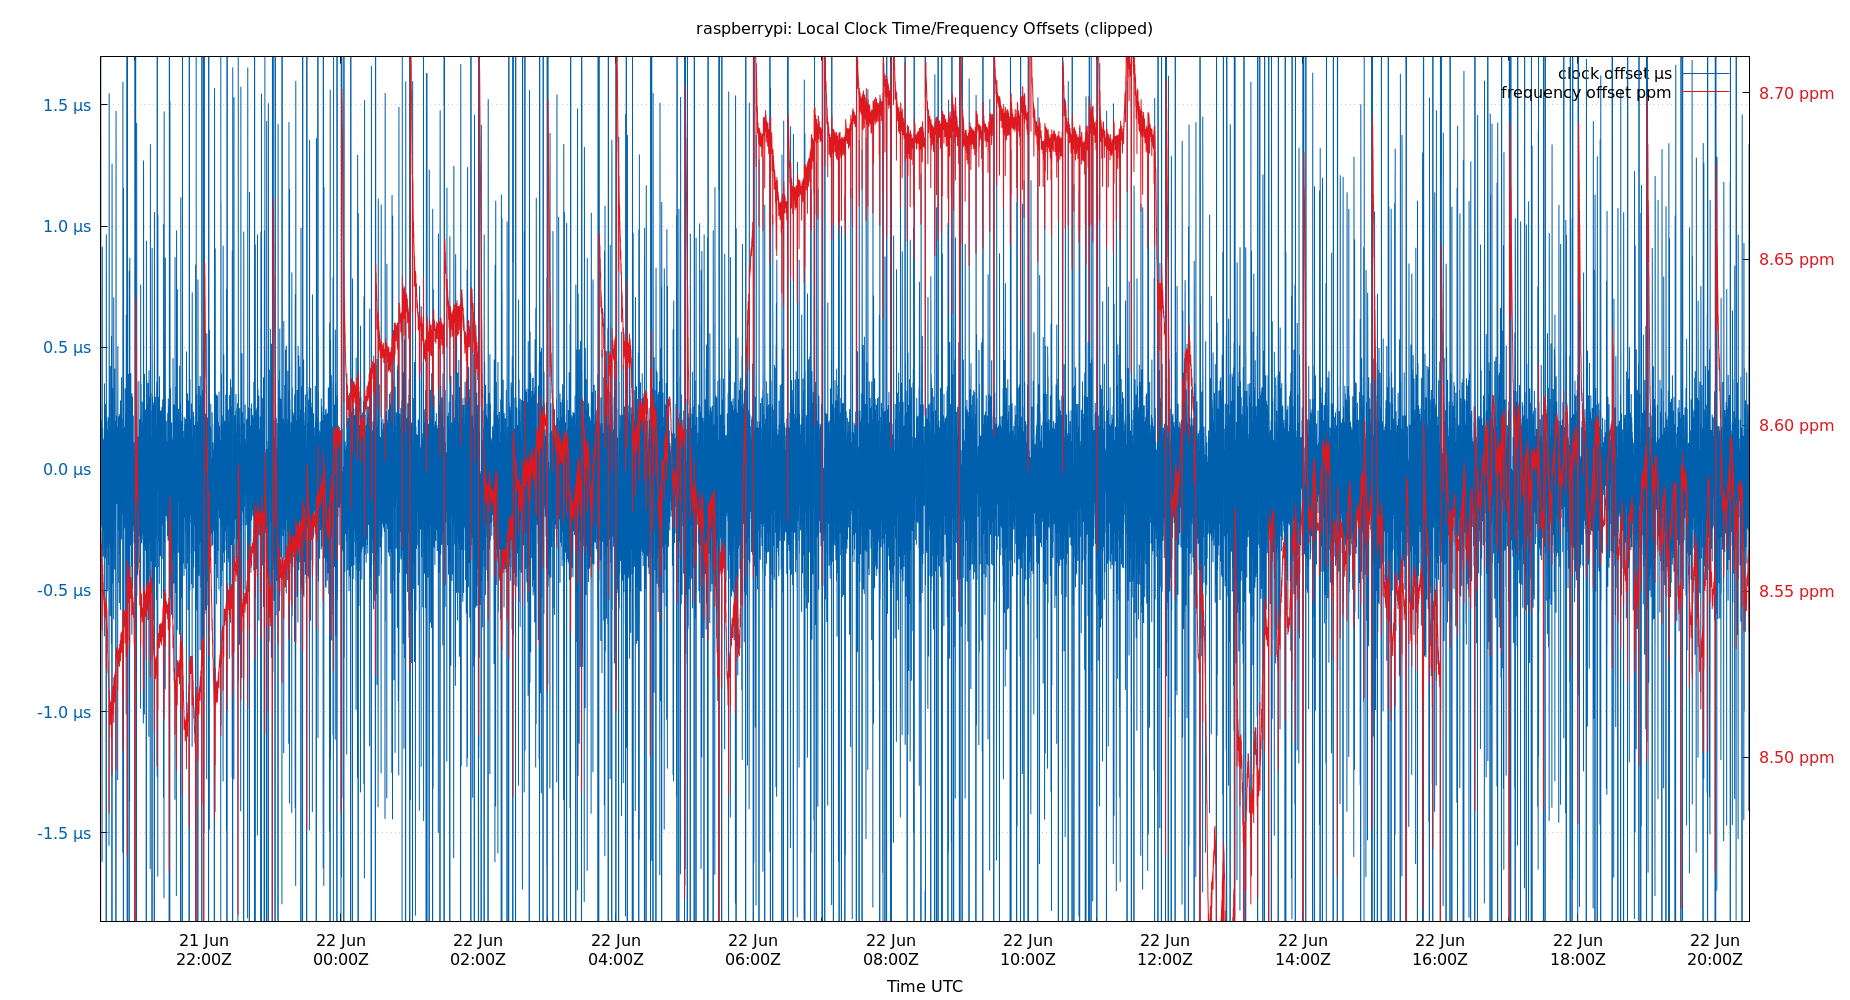 raspberrypi: Local Clock Time/Frequency Offsets (clipped)
clock offset μs
frequency offset ppm
1.5 μs
1.0 μs
0.5 μs
0.0 μs
-0.5 μs
-1.0 μs
-1.5 μs
8.70 ppm
8.65 ppm
8.60 ppm
8.55 ppm
8.50 ppm
21 Jun 22 Jun 22 Jun 22 Jun 22 Jun 22 Jun 22 Jun 22 Jun 22 Jun 22 Jun 22 Jun 22 Jun
22:00Z 00:00Z 02:00Z 04:00Z 06:00Z 08:00Z 10:00Z 12:00Z 14:00Z 16:00Z 18:00Z 20:00Z
Time UTC